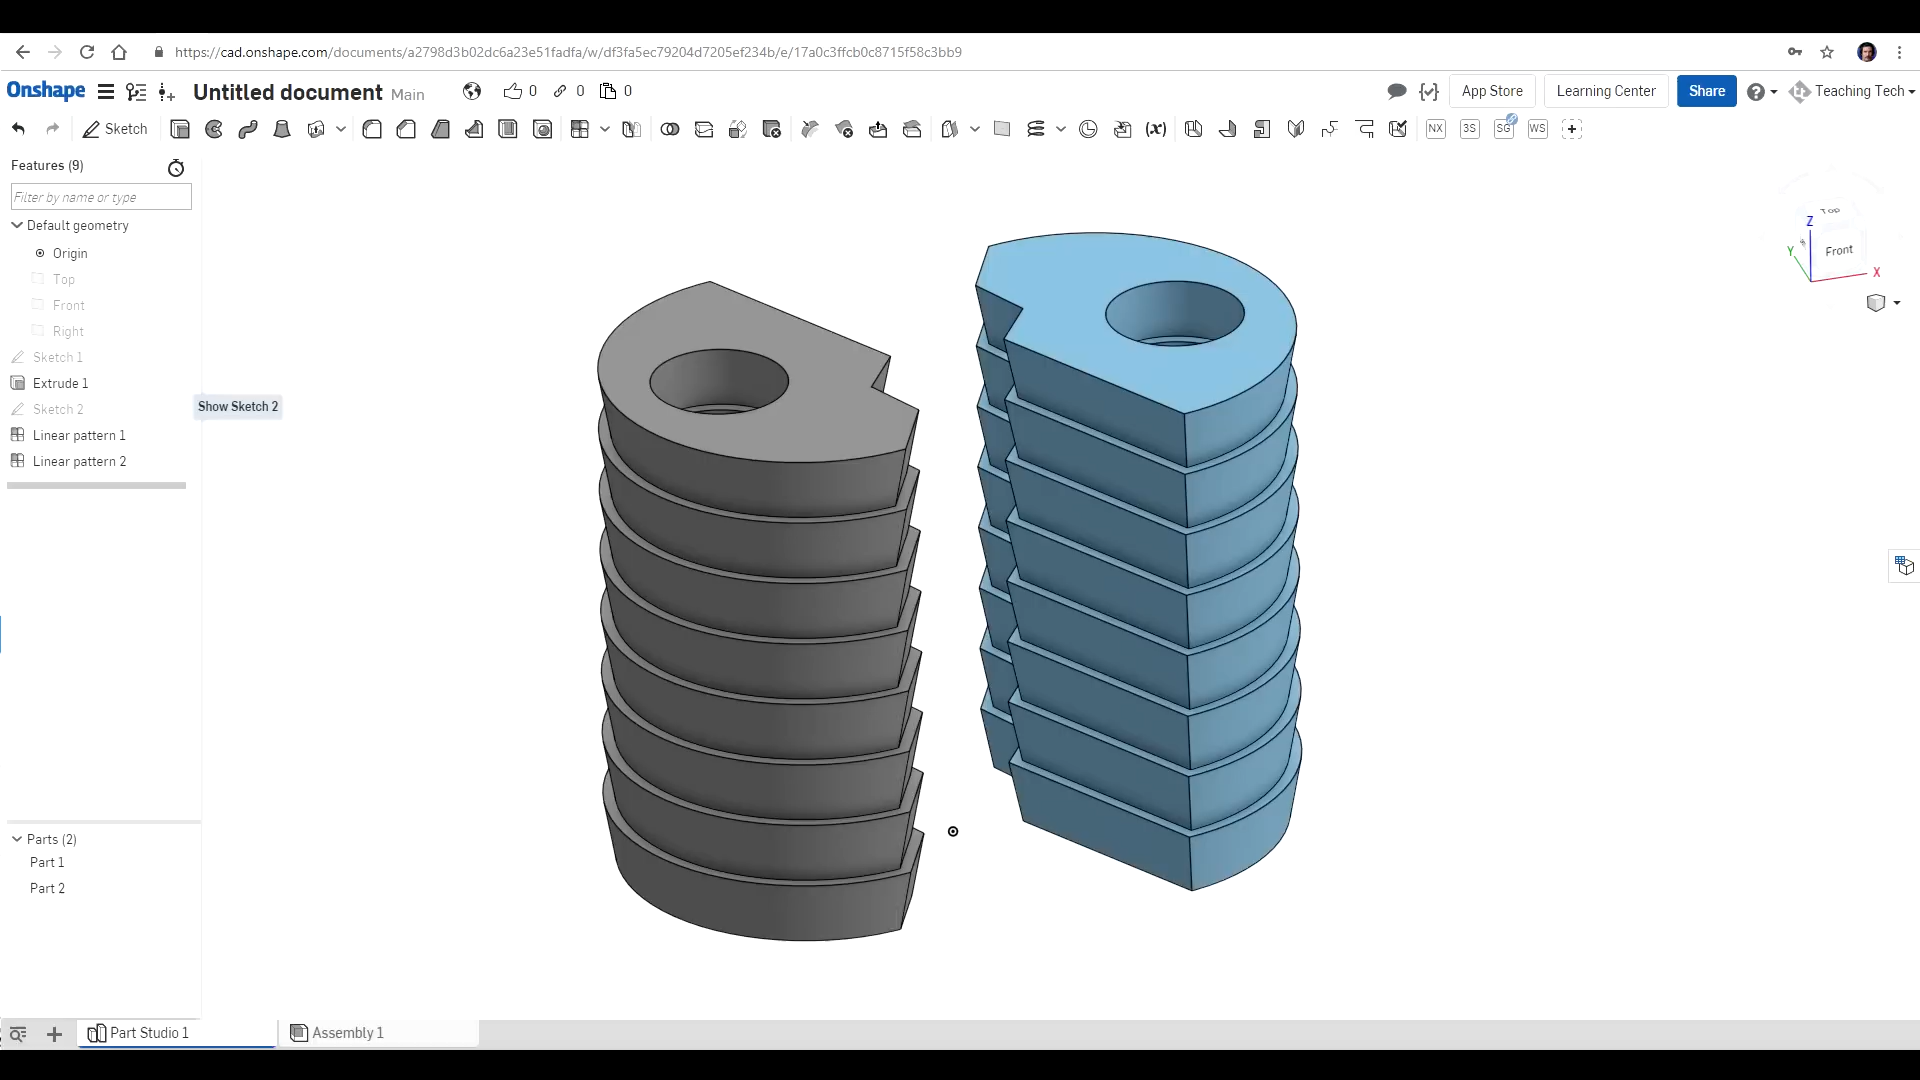 https://cad.onshape.com/documents/a2798d3b02dc6a23e51fadfa/w/df3fa5ec79204d7205ef234b/e/17a0c3ffcb0c8715f58c3bb9
Onshape Untitled document Main 0 0 0 App Store Learning Center Share Teaching Tech
Sketch (x) NX 3S SG WS
Features (9)
Filter by name or type
Default geometry
Origin
Top
Front
Right
Sketch 1
Extrude 1
Sketch 2
Show Sketch 2
Linear pattern 1
Linear pattern 2
Top
Z
Y
Front
X
Parts (2)
Part 1
Part 2
Part Studio 1
Assembly 1